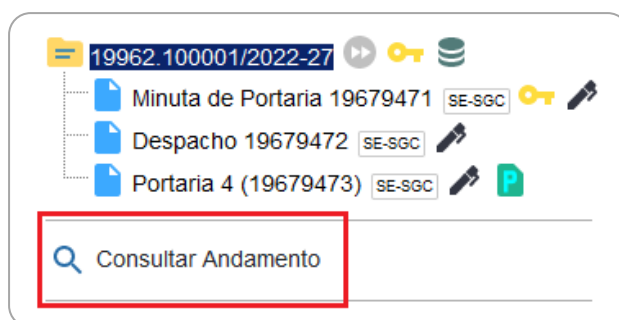 19962.100001/2022-27
Minuta de Portaria 19679471 SE-SGC
Despacho 19679472 SE-SGC
Portaria 4 (19679473) SE-SGC P
Consultar Andamento